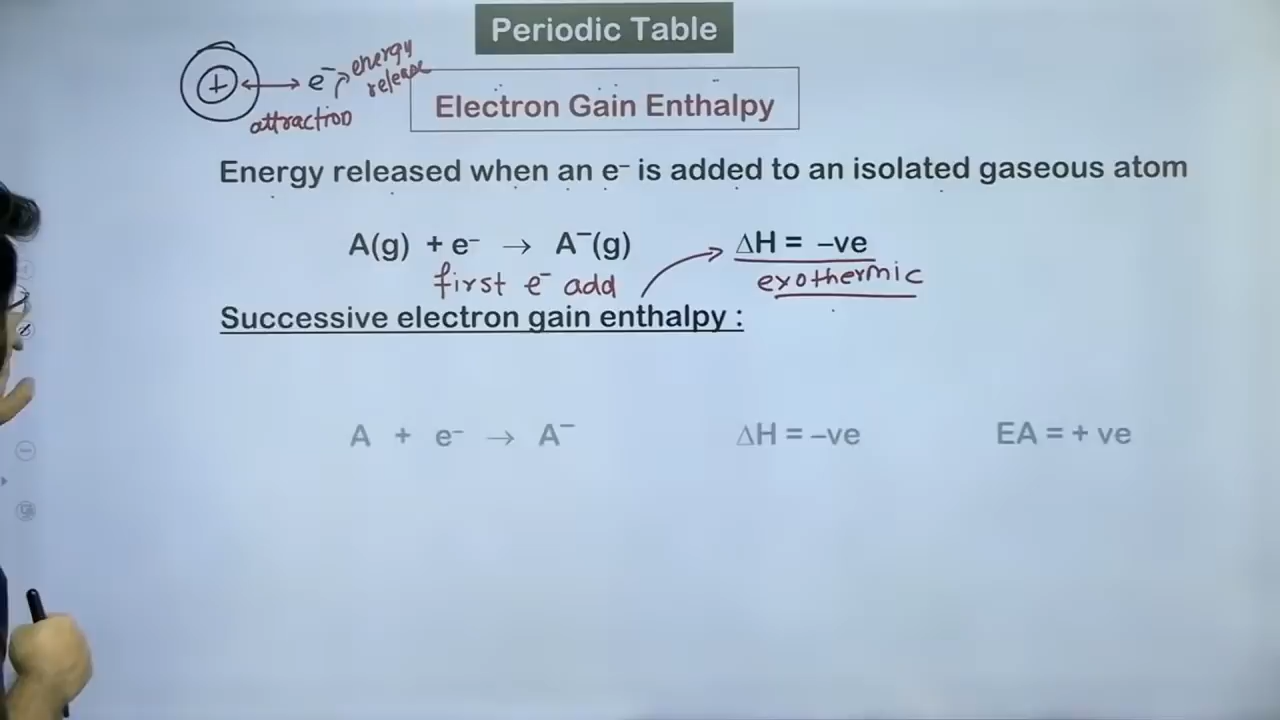 Periodic Table
+ e⁻ energy release
attraction
Electron Gain Enthalpy
Energy released when an e⁻ is added to an isolated gaseous atom
A(g) + e⁻ → A⁻(g) ΔH = –ve
first e⁻ add exothermic
Successive electron gain enthalpy :
A + e⁻ → A⁻ ΔH = –ve EA = + ve